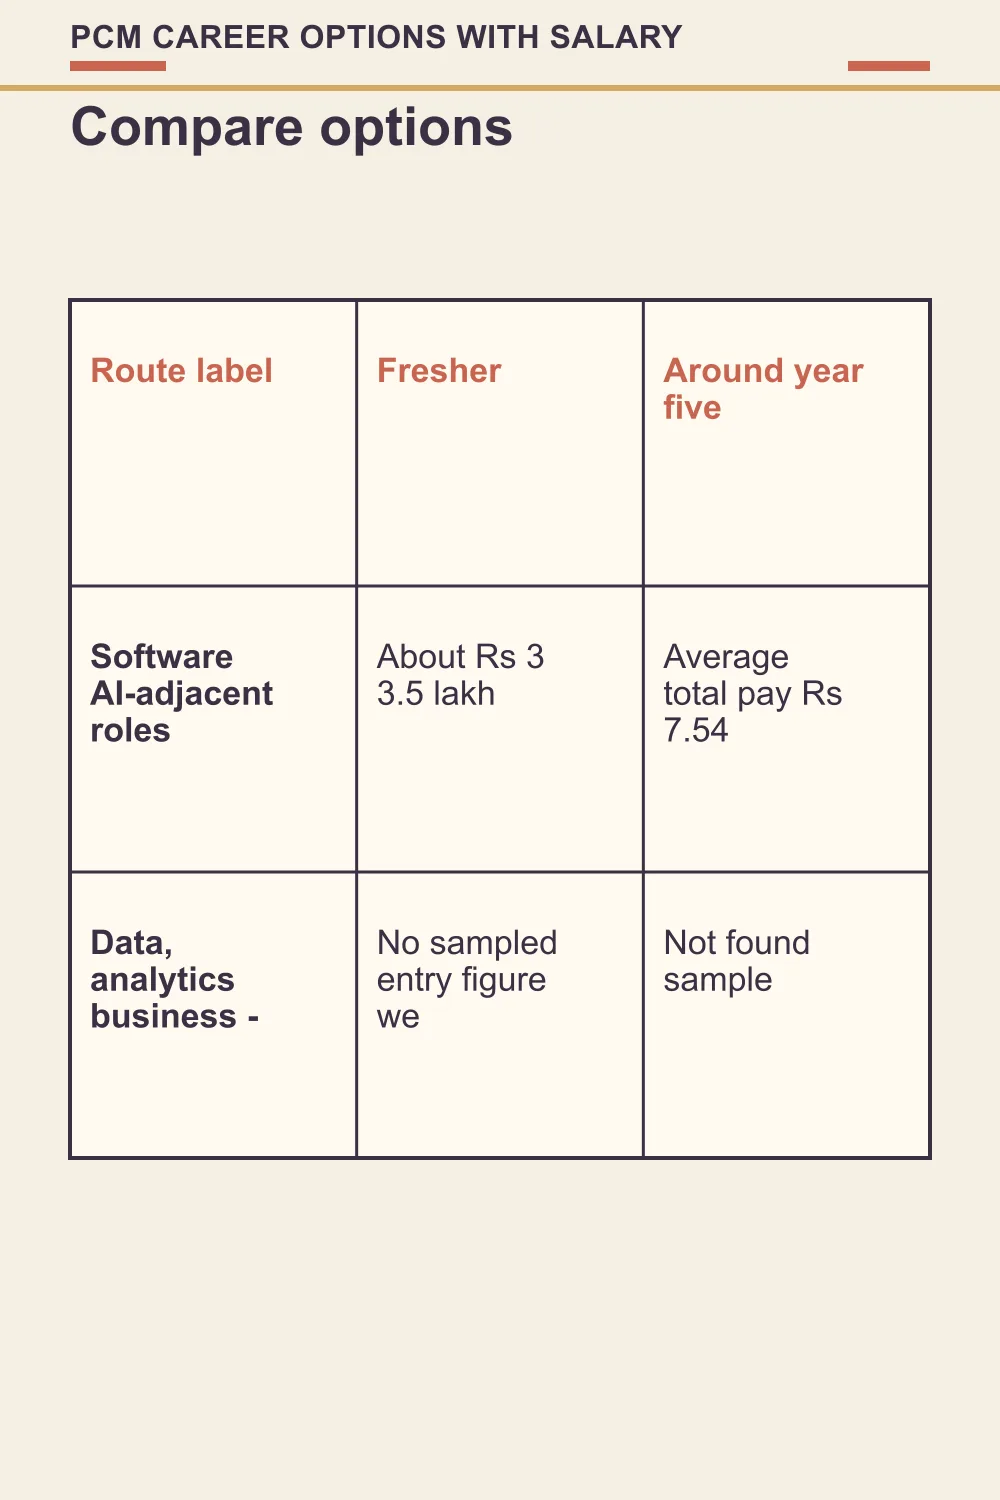 PCM CAREER OPTIONS WITH SALARY
Compare options
Route label
Fresher
Around year
five
Software
AI-adjacent
roles
About Rs 3
3.5 lakh
Average
total pay Rs
7.54
Data,
analytics
business -
No sampled
entry figure
we
Not found
sample